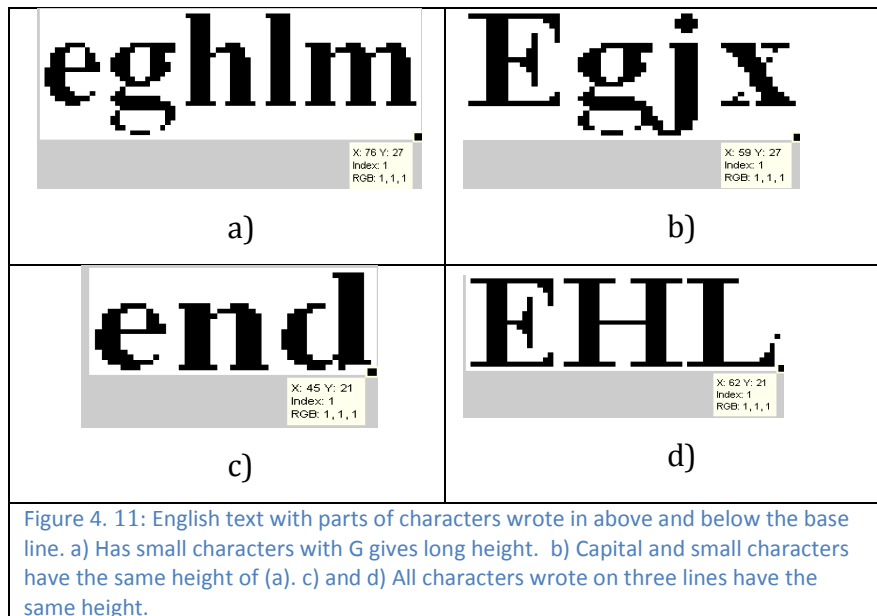 eghlm
X: 76 Y: 27
Index: 1
RGB: 1, 1, 1
a)
Egjx
X: 59 Y: 27
Index: 1
RGB: 1, 1, 1
b)
end
X: 45 Y: 21
Index: 1
RGB: 1, 1, 1
c)
EHL
X: 62 Y: 21
Index: 1
RGB: 1, 1, 1
d)
Figure 4. 11: English text with parts of characters wrote in above and below the base
line. a) Has small characters with G gives long height. b) Capital and small characters
have the same height of (a). c) and d) All characters wrote on three lines have the
same height.